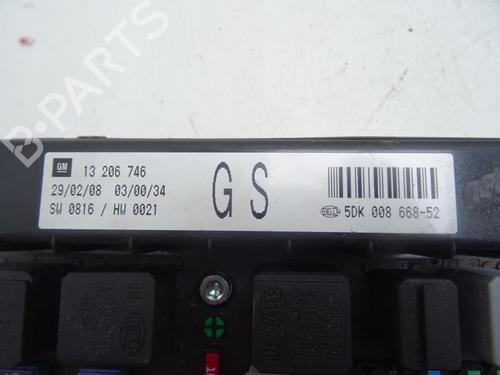 GM 13 206 746
29/02/08 03/00/34
SW 0816 / HW 0021
G S
HELLA 5DK 008 668-52
B-PARTS
10